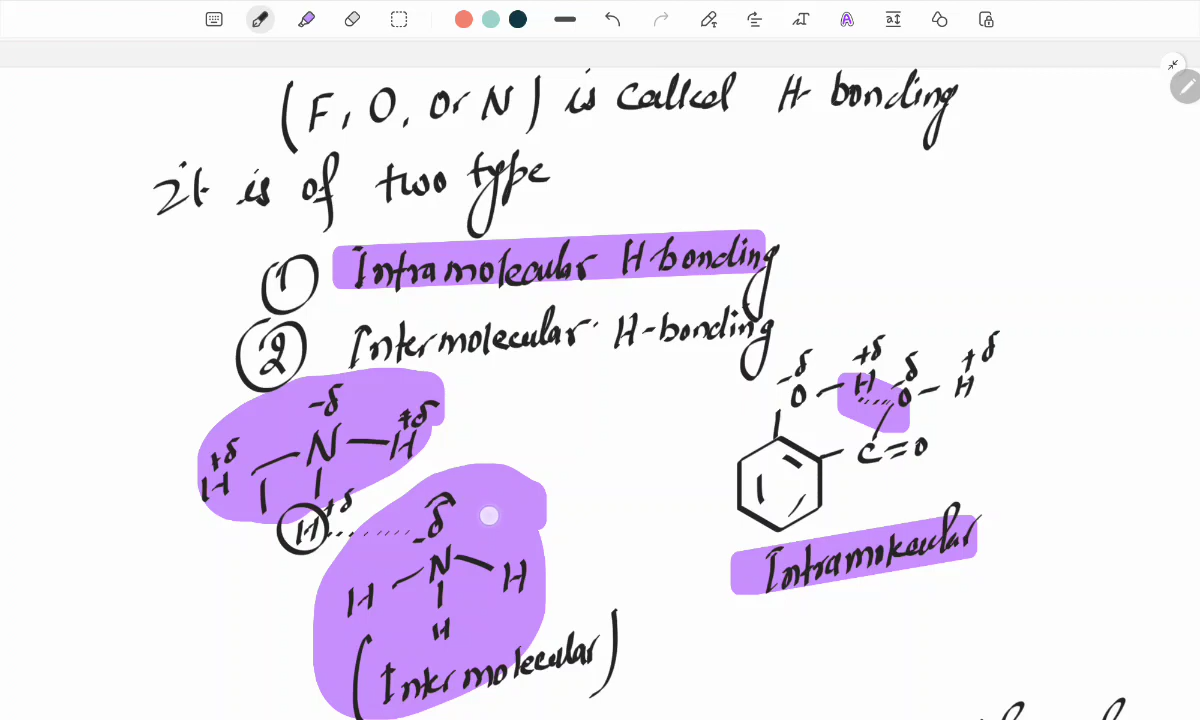 (F, O, or N) is called H-bonding
It is of two type
① Intramolecular H-bonding
② Intermolecular H-bonding
-δ
+δ
H
N
H
+δ
H
+δ
-δ
N
H
H
H
(Intermolecular)
-δ
O
+δ
H
-δ
O
H
+δ
C=O
Intramolecular